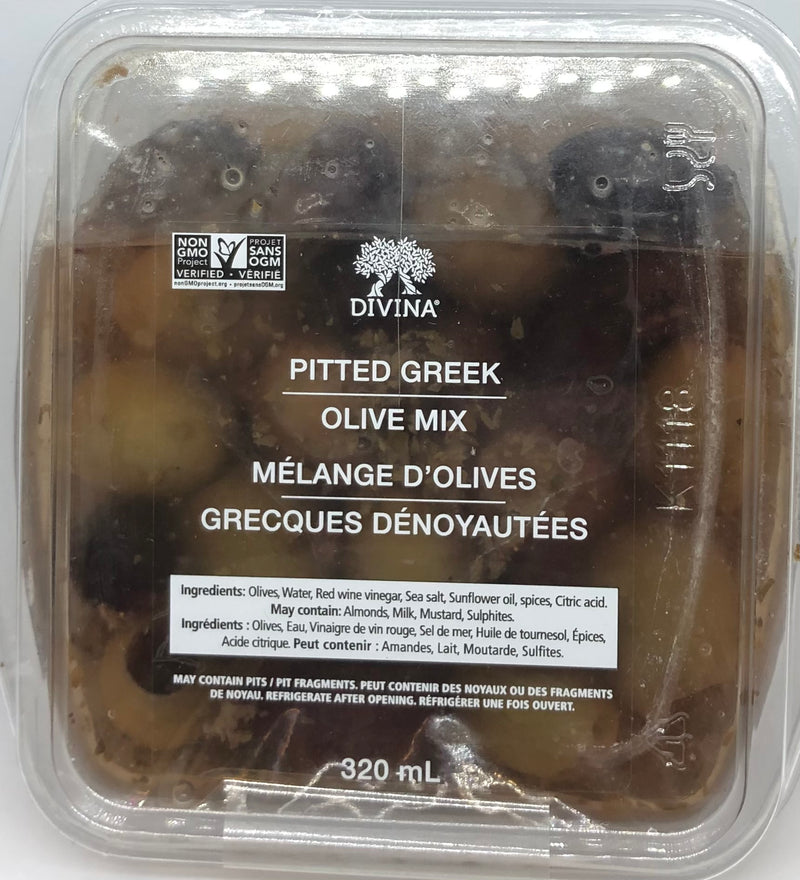 NON
GMO
Project
PROJET
SANS
OGM
VERIFIED • VÉRIFIÉ
nonGMOproject.org • projetsansOGM.org
DIVINA®
PITTED GREEK
OLIVE MIX
MÉLANGE D'OLIVES
GRECQUES DÉNOYAUTÉES
Ingredients: Olives, Water, Red wine vinegar, Sea salt, Sunflower oil, spices, Citric acid.
May contain: Almonds, Milk, Mustard, Sulphites.
Ingrédients : Olives, Eau, Vinaigre de vin rouge, Sel de mer, Huile de tournesol, Épices,
Acide citrique. Peut contenir : Amandes, Lait, Moutarde, Sulfites.
MAY CONTAIN PITS / PIT FRAGMENTS. PEUT CONTENIR DES NOYAUX OU DES FRAGMENTS
DE NOYAU. REFRIGERATE AFTER OPENING. RÉFRIGÉRER UNE FOIS OUVERT.
320 mL
K1118